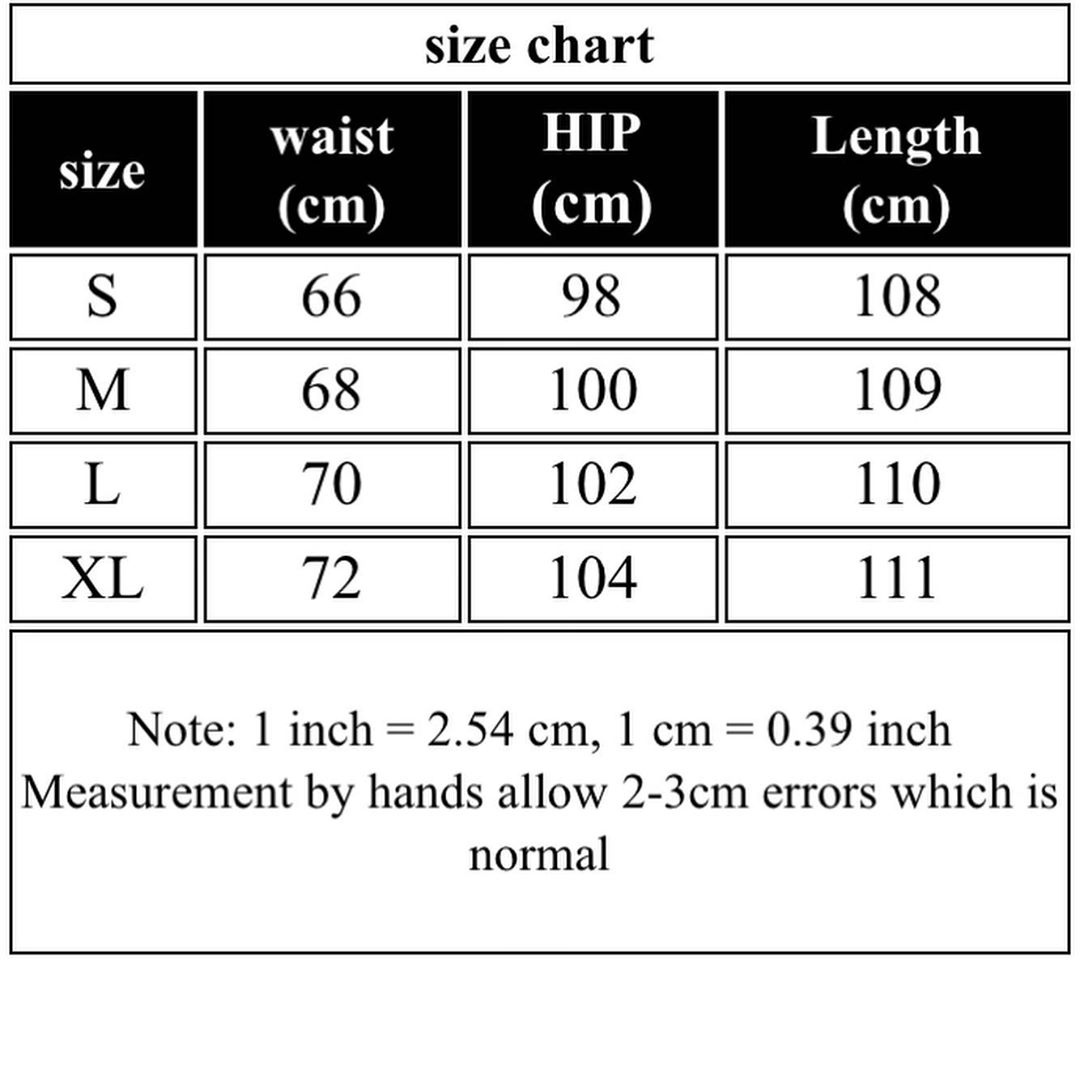 size chart
size waist (cm) HIP (cm) Length (cm)
S 66 98 108
M 68 100 109
L 70 102 110
XL 72 104 111
Note: 1 inch = 2.54 cm, 1 cm = 0.39 inch
Measurement by hands allow 2-3cm errors which is
normal